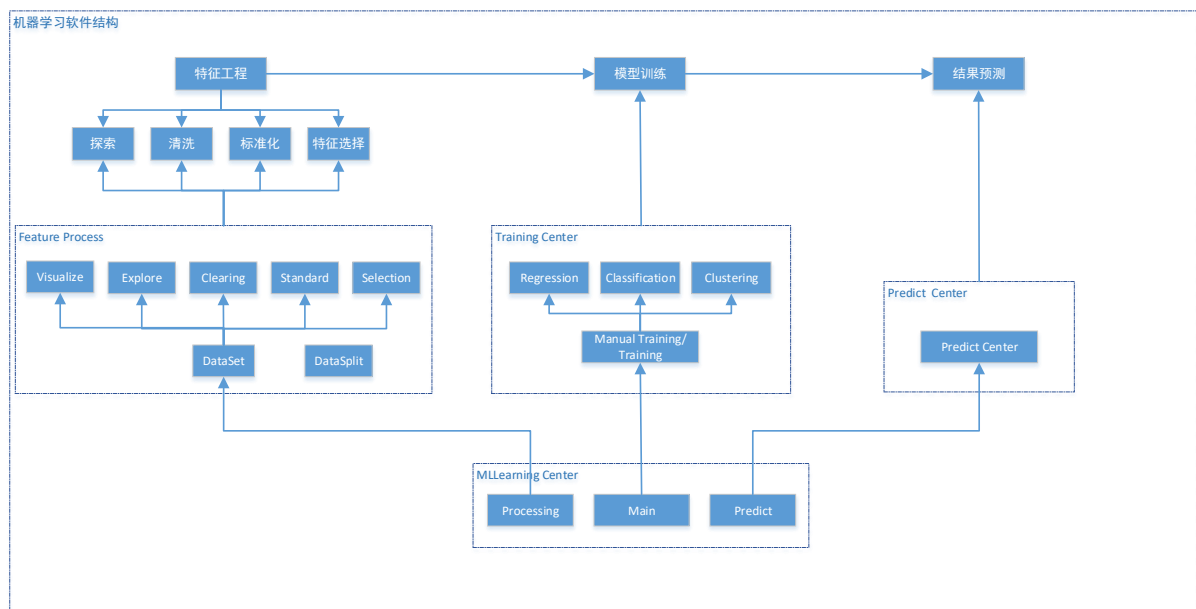 机器学习软件结构
特征工程
模型训练
结果预测
探索
清洗
标准化
特征选择
Feature Process
Visualize
Explore
Clearing
Standard
Selection
DataSet
DataSplit
Training Center
Regression
Classification
Clustering
Manual Training/
Training
Predict Center
Predict Center
MLLearning Center
Processing
Main
Predict